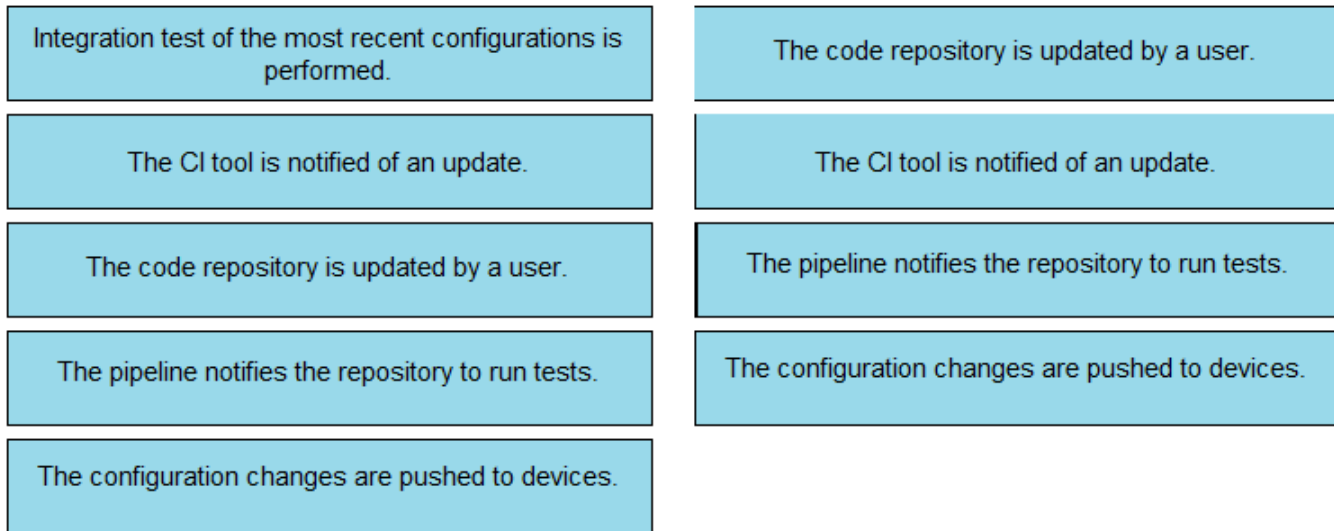 Integration test of the most recent configurations is
performed.
The CI tool is notified of an update.
The code repository is updated by a user.
The pipeline notifies the repository to run tests.
The configuration changes are pushed to devices.
The code repository is updated by a user.
The CI tool is notified of an update.
The pipeline notifies the repository to run tests.
The configuration changes are pushed to devices.